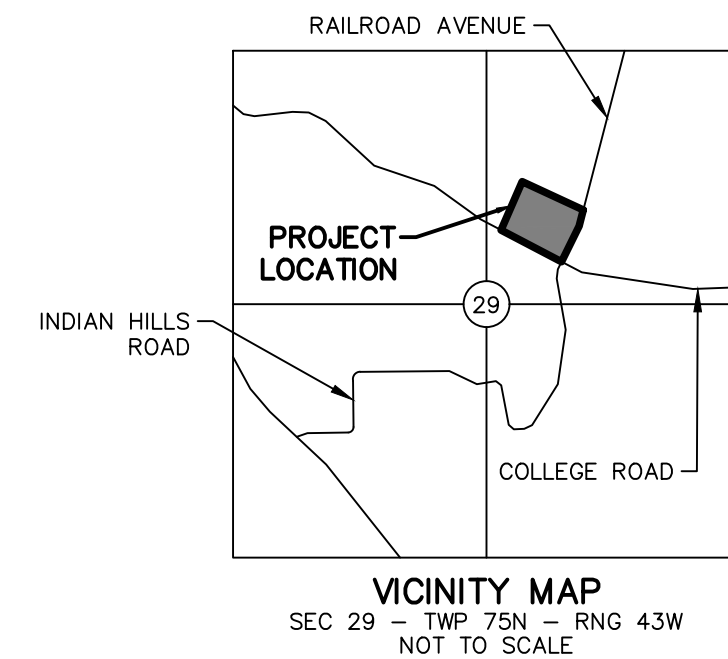 RAILROAD AVENUE
PROJECT
LOCATION
29
INDIAN HILLS
ROAD
COLLEGE ROAD
VICINITY MAP
SEC 29 – TWP 75N – RNG 43W
NOT TO SCALE